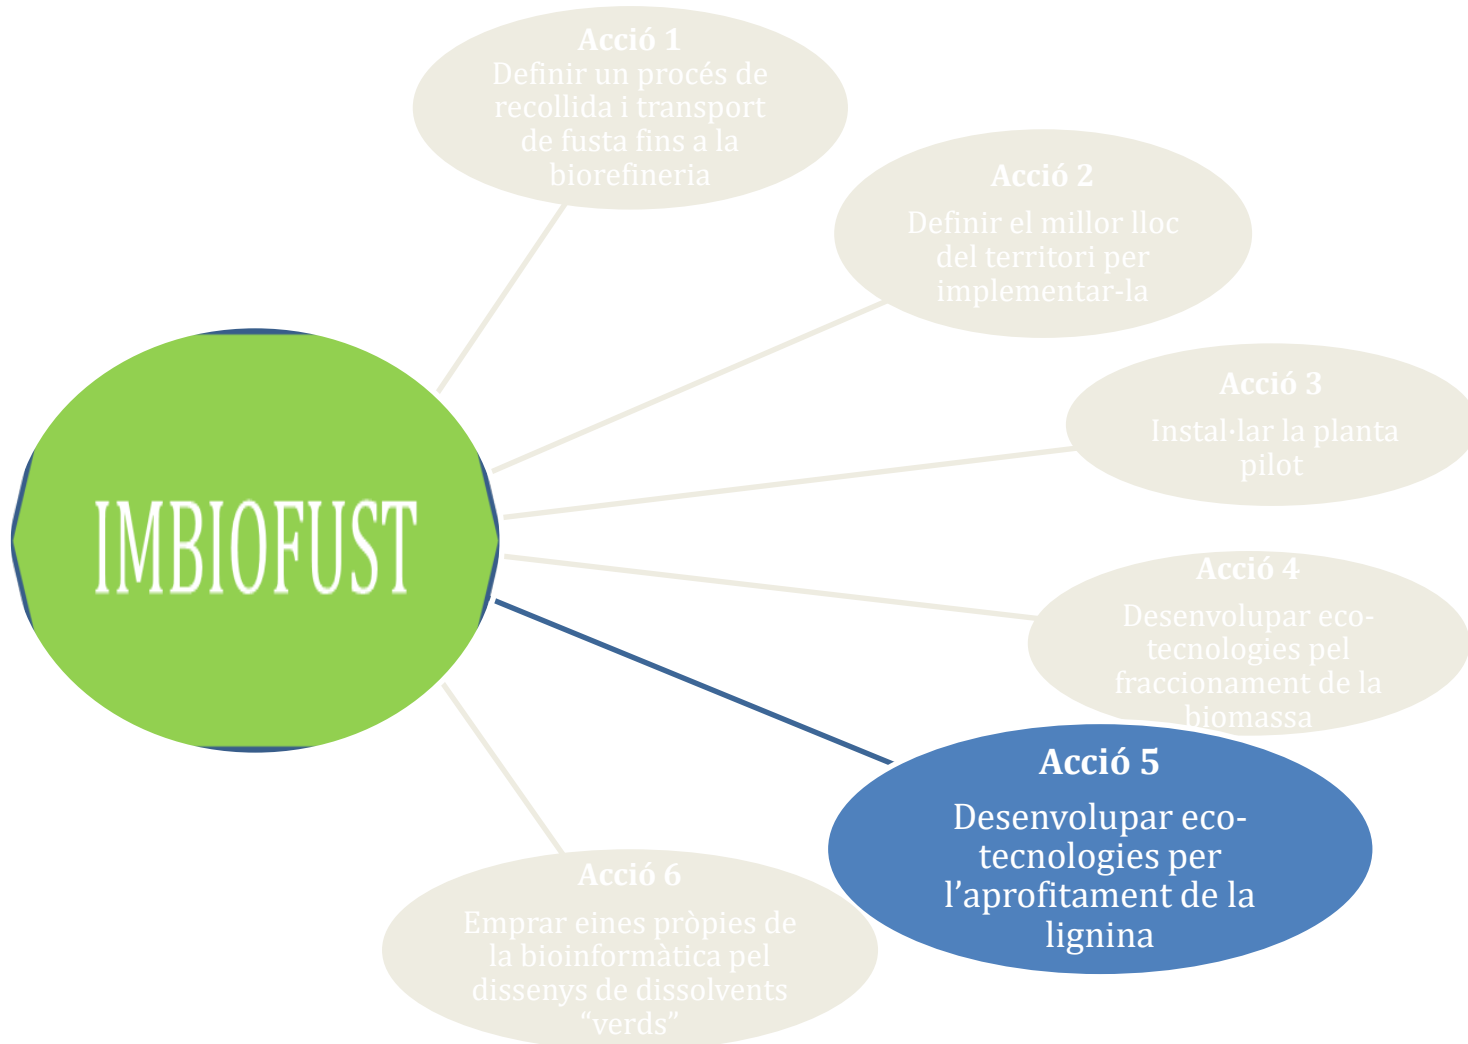 Acció 1
Definir un procés de
recollida i transport
de fusta fins a la
biorefineria
Acció 2
Definir el millor lloc
del territori per
implementar-la
Acció 3
Instal·lar la planta
pilot
IMBIOFUST
Acció 4
Desenvolupar eco-
tecnologies pel
fraccionament de la
biomassa
Acció 5
Desenvolupar eco-
tecnologies per
l’aprofitament de la
lignina
Acció 6
Emprar eines pròpies de
la bioinformàtica pel
dissenys de dissolvents
“verds”